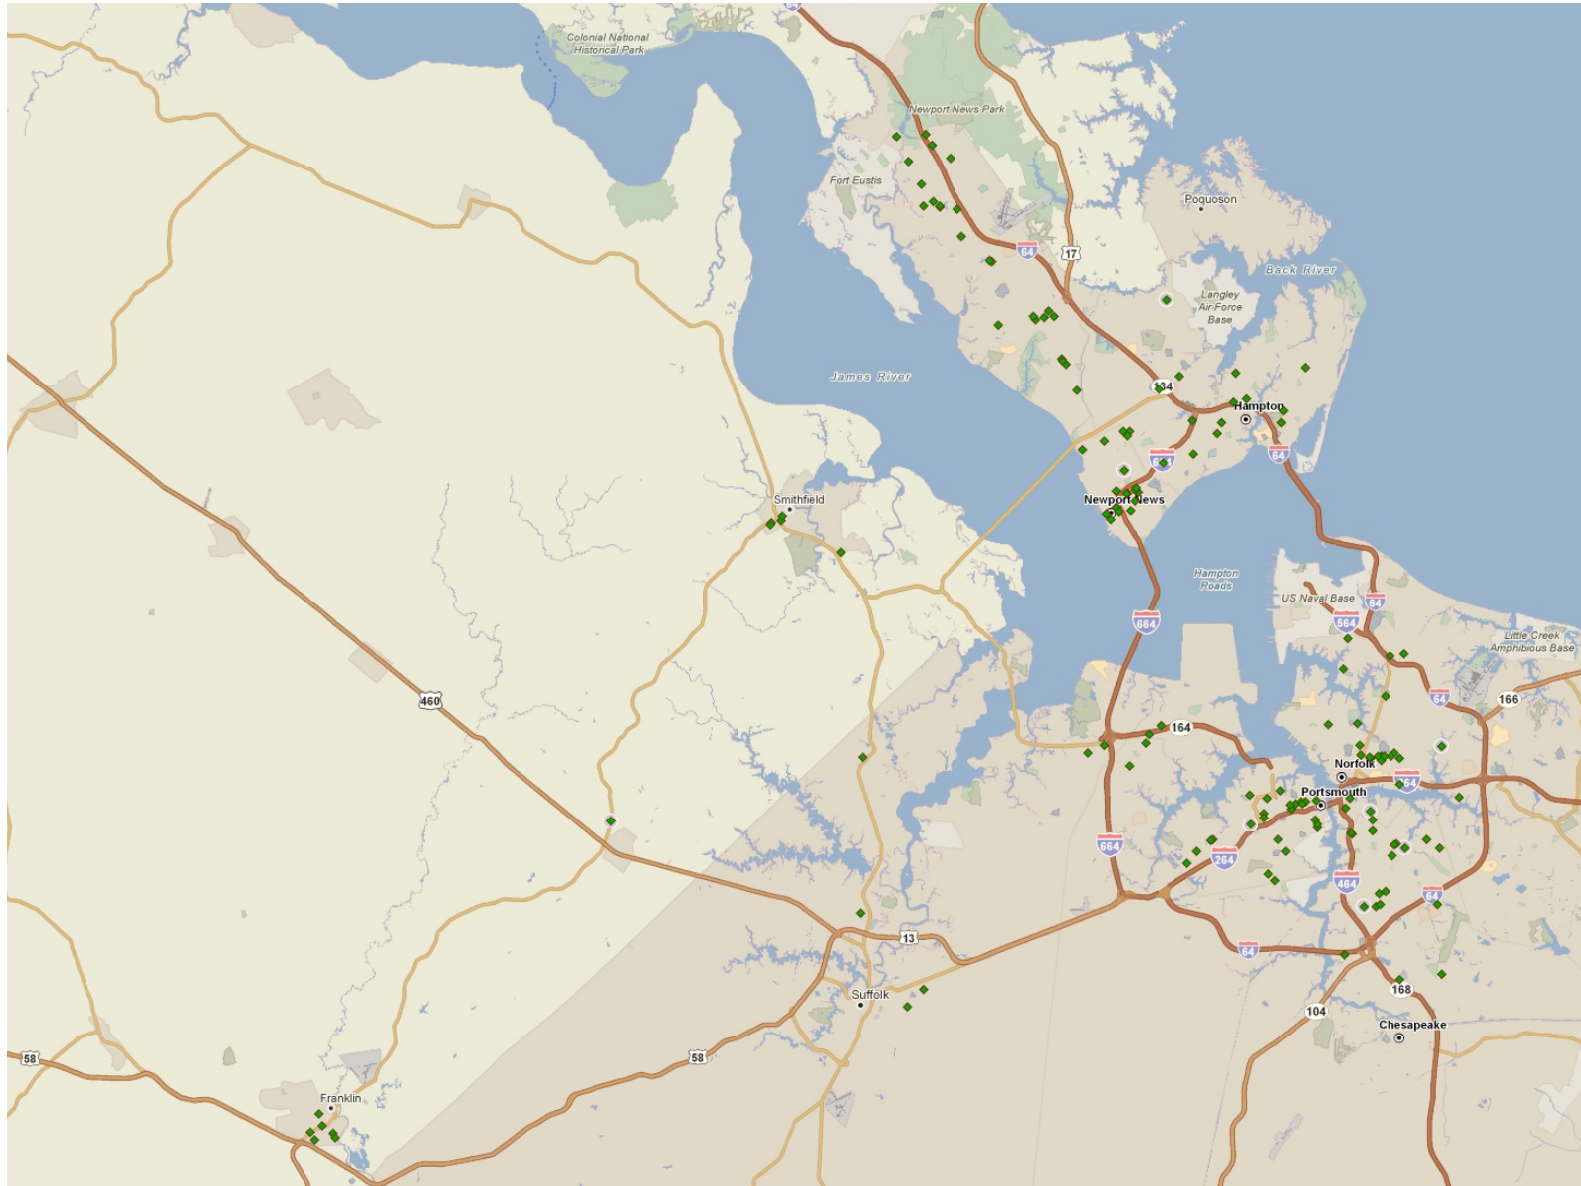 64
Colonial National
Historical Park
Newport News Park
Fort Eustis
Poquoson
64
17
Back River
Langley
Air Force
Base
James River
134
Hampton
64
664
Smithfield
Newport News
Hampton
Roads
US Naval Base
64
564
664
Little Creek
Amphibious Base
64
166
460
164
Norfolk
264
Portsmouth
664
264
464
64
13
64
Suffolk
168
104
Chesapeake
58
58
Franklin